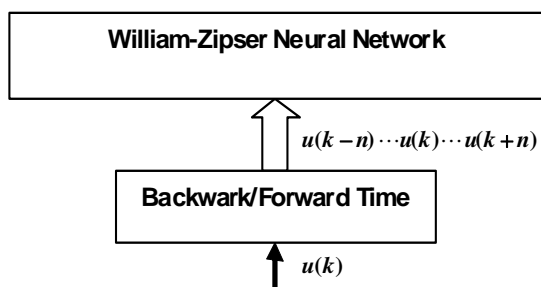 William-Zipser Neural Network
u(k−n)⋯u(k)⋯u(k+n)
Backwark/Forward Time
u(k)